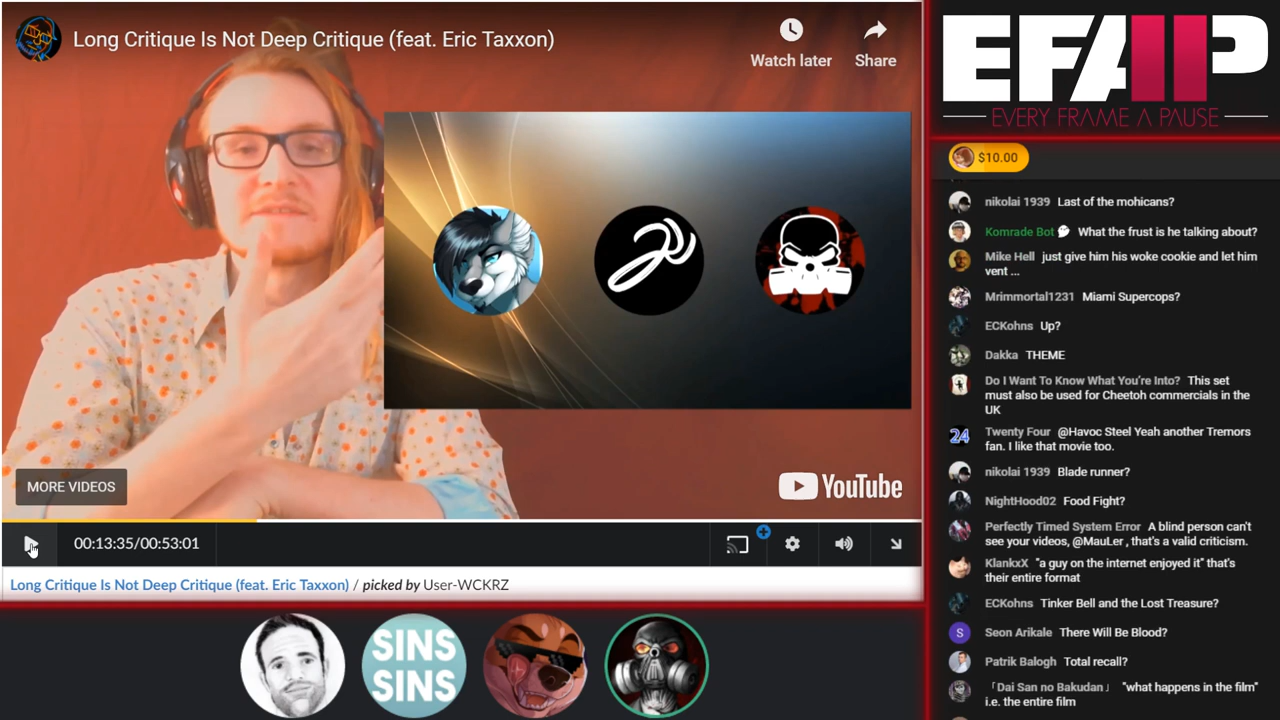 Long Critique Is Not Deep Critique (feat. Eric Taxxon)
Watch later
Share
MORE VIDEOS
YouTube
00:13:35/00:53:01
Long Critique Is Not Deep Critique (feat. Eric Taxxon) / picked by User-WCKRZ
SINS
SINS
EFAP
EVERY FRAME A PAUSE
$10.00
nikolai 1939 Last of the mohicans?
Komrade Bot What the frust is he talking about?
Mike Hell just give him his woke cookie and let him
vent ...
Mrimmortal1231 Miami Supercops?
ECKohns Up?
Dakka THEME
Do I Want To Know What You're Into? This set
must also be used for Cheetoh commercials in the
UK
24
Twenty Four @Havoc Steel Yeah another Tremors
fan. I like that movie too.
nikolai 1939 Blade runner?
NightHood02 Food Fight?
Perfectly Timed System Error A blind person can't
see your videos, @MauLer , that's a valid criticism.
KlankxX "a guy on the internet enjoyed it" that's
their entire format
ECKohns Tinker Bell and the Lost Treasure?
S
Seon Arikale There Will Be Blood?
Patrik Balogh Total recall?
「Dai San no Bakudan」 "what happens in the film"
i.e. the entire film